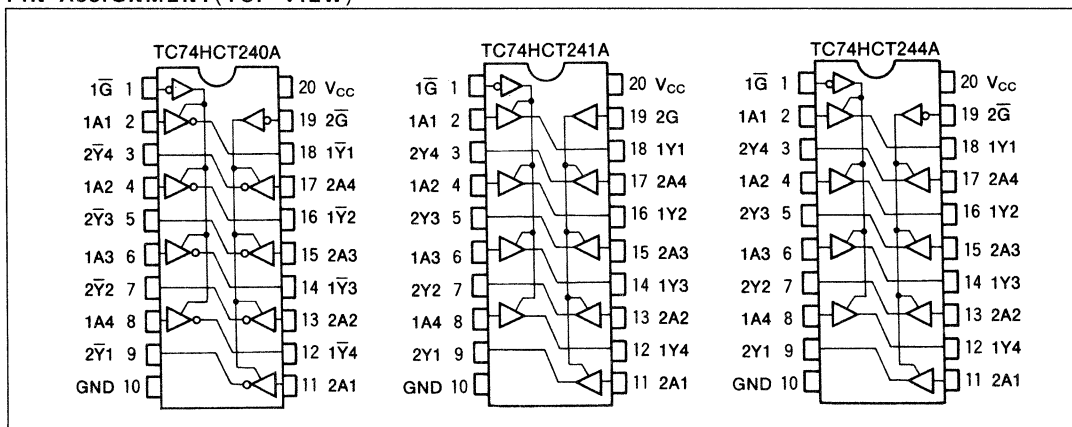 PIN ASSIGNMENT(TOP VIEW)
TC74HCT240A
1G̅ 1 20 VCC
1A1 2 19 2G̅
2Y̅4 3 18 1Y̅1
1A2 4 17 2A4
2Y̅3 5 16 1Y̅2
1A3 6 15 2A3
2Y̅2 7 14 1Y̅3
1A4 8 13 2A2
2Y̅1 9 12 1Y̅4
GND 10 11 2A1
TC74HCT241A
1G̅ 1 20 VCC
1A1 2 19 2G
2Y4 3 18 1Y1
1A2 4 17 2A4
2Y3 5 16 1Y2
1A3 6 15 2A3
2Y2 7 14 1Y3
1A4 8 13 2A2
2Y1 9 12 1Y4
GND 10 11 2A1
TC74HCT244A
1G̅ 1 20 VCC
1A1 2 19 2G̅
2Y4 3 18 1Y1
1A2 4 17 2A4
2Y3 5 16 1Y2
1A3 6 15 2A3
2Y2 7 14 1Y3
1A4 8 13 2A2
2Y1 9 12 1Y4
GND 10 11 2A1